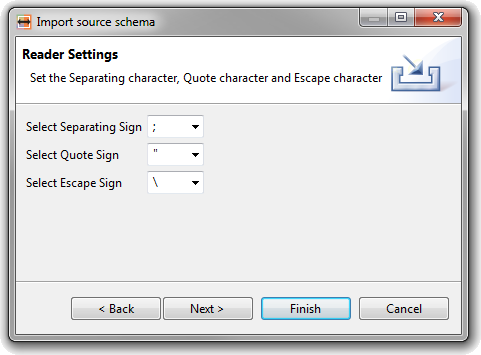 Import source schema
Reader Settings
Set the Separating character, Quote character and Escape character
Select Separating Sign ;
Select Quote Sign "
Select Escape Sign \
< Back Next > Finish Cancel